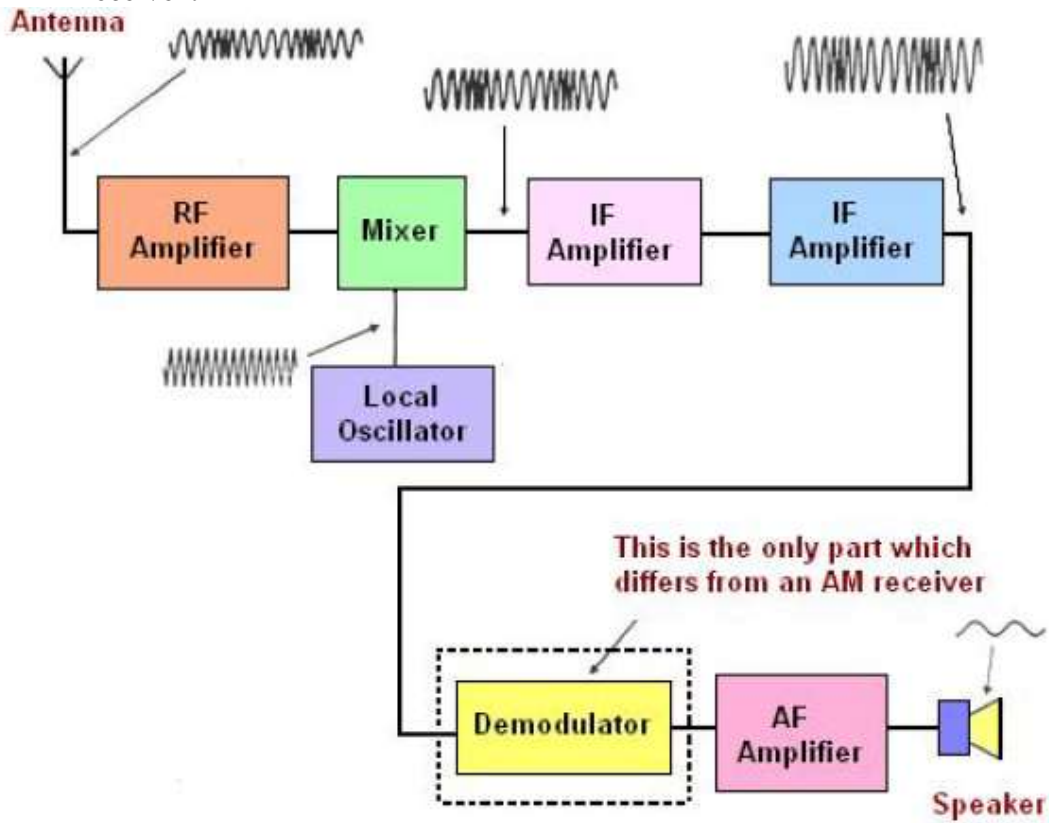 Antenna
RF
Amplifier
Mixer
IF
Amplifier
IF
Amplifier
Local
Oscillator
This is the only part which
differs from an AM receiver
Demodulator
AF
Amplifier
Speaker